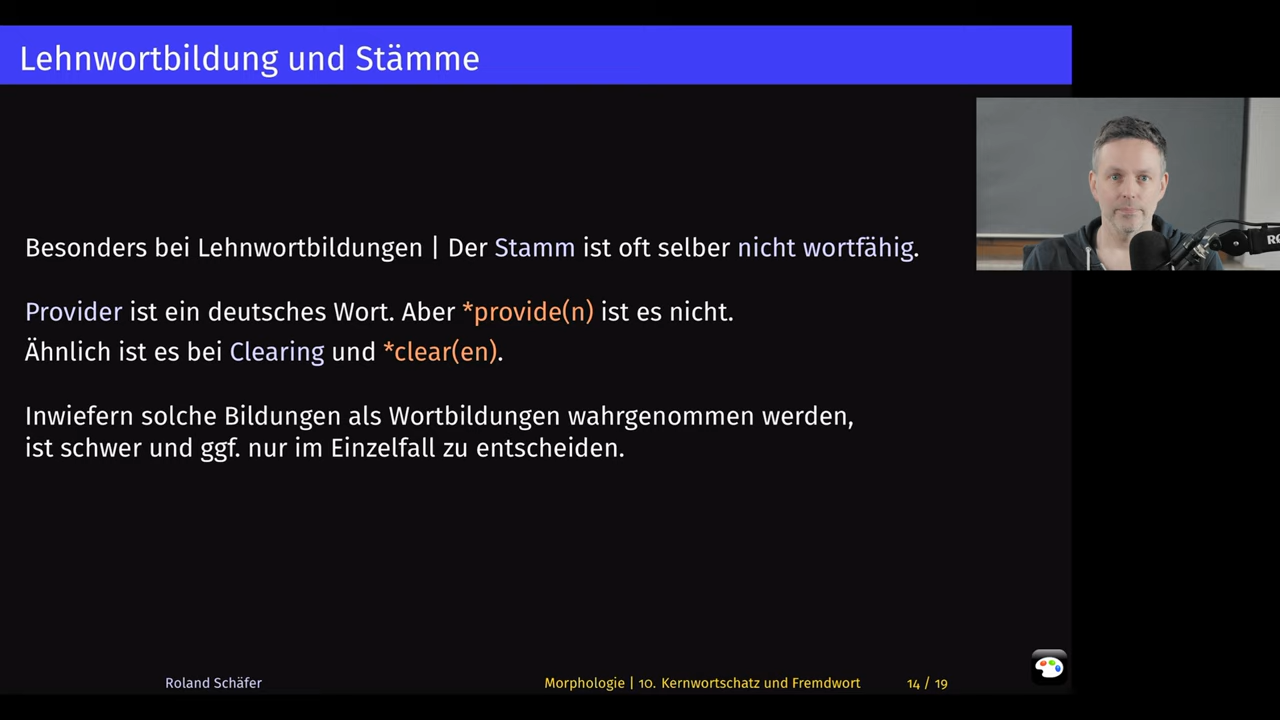 Lehnwortbildung und Stämme
Besonders bei Lehnwortbildungen | Der Stamm ist oft selber nicht wortfähig.
Provider ist ein deutsches Wort. Aber *provide(n) ist es nicht.
Ähnlich ist es bei Clearing und *clear(en).
Inwiefern solche Bildungen als Wortbildungen wahrgenommen werden,
ist schwer und ggf. nur im Einzelfall zu entscheiden.
Roland Schäfer
Morphologie | 10. Kernwortschatz und Fremdwort
14 / 19